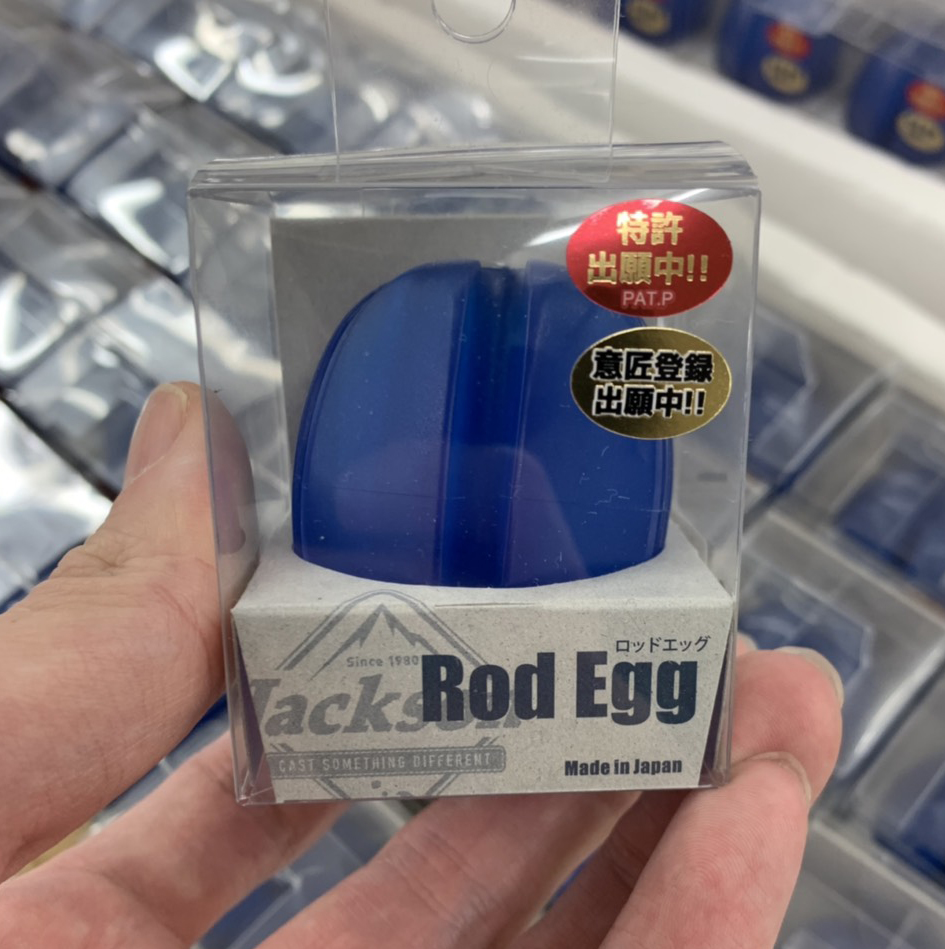 特許
出願中!!
PAT.P
意匠登録
出願中!!
ロッドエッグ
Since 1980
Jackson
Rod Egg
CAST SOMETHING DIFFERENT
Made in Japan